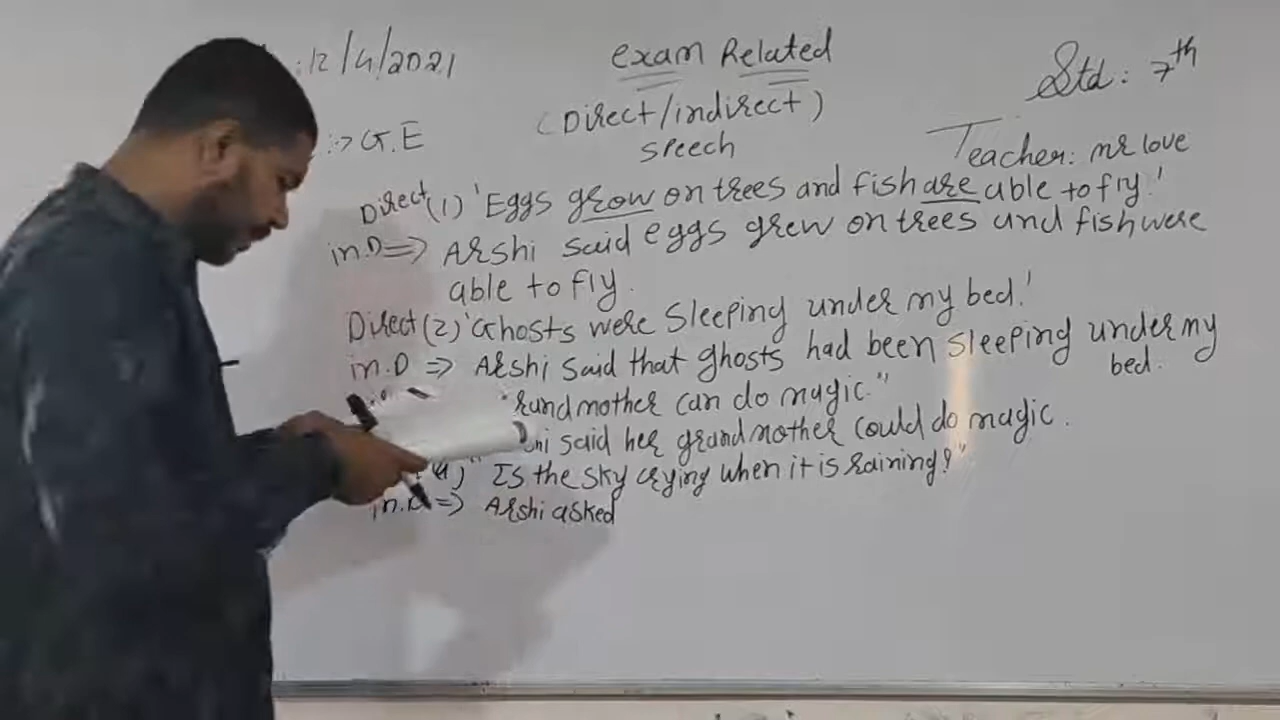 :12/4/2021
exam Related
Std: 7th
:-> G.E
(Direct/indirect)
speech
Teacher: mr love
Direct (1) 'Eggs grow on trees and fish are able to fly.'
in.D => Arshi said eggs grew on trees and fish were
able to fly.
Direct (2) 'Ghosts were sleeping under my bed.'
in.D => Arshi said that ghosts had been sleeping under my
bed.
randmother can do magic."
hi said her grandmother could do magic.
(4) "Is the sky crying when it is raining?"
in.D => Arshi asked